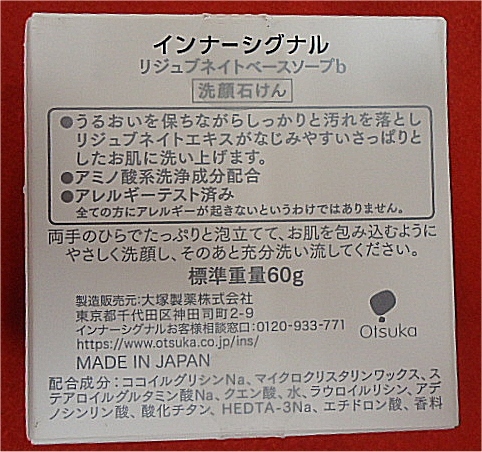 インナーシグナル
リジュブネイトベースソープb
洗顔石けん
●うるおいを保ちながらしっかりと汚れを落とし
リジュブネイトエキスがなじみやすいさっぱりと
したお肌に洗い上げます。
●アミノ酸系洗浄成分配合
●アレルギーテスト済み
全ての方にアレルギーが起きないというわけではありません。
両手のひらでたっぷりと泡立てて、お肌を包み込むように
やさしく洗顔し、そのあと充分洗い流してください。
標準重量60g
製造販売元:大塚製薬株式会社
東京都千代田区神田司町2-9
インナーシグナルお客様相談窓口:0120-933-771
https://www.otsuka.co.jp/ins/
MADE IN JAPAN
Otsuka
配合成分:ココイルグリシンNa、マイクロクリスタリンワックス、ス
テアロイルグルタミン酸Na、クエン酸、水、ラウロイルリシン、アデ
ノシンリン酸、酸化チタン、HEDTA-3Na、エチドロン酸、香料